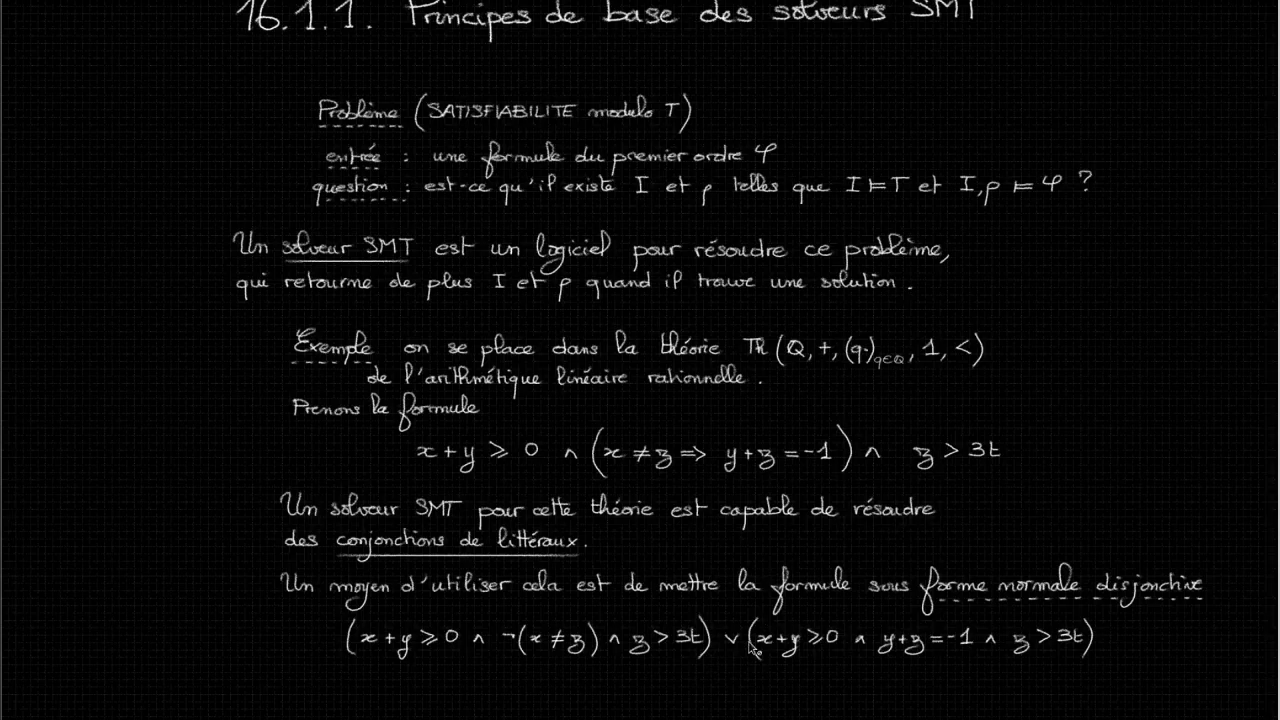 16.1.1. Principes de base des solveurs SMT
Problème (SATISFIABILITE modulo T)
entrée : une formule du premier ordre φ
question : est-ce qu'il existe I et ρ telles que I ⊨ T et I, ρ ⊨ φ ?
Un solveur SMT est un logiciel pour résoudre ce problème,
qui retourne de plus I et ρ quand il trouve une solution.
Exemple on se place dans la théorie Th (Q, +, (q.)_{q∈Q}, 1, <)
de l'arithmétique linéaire rationnelle.
Prenons la formule
x + y ⩾ 0 ∧ (x ≠ z ⇒ y + z = -1) ∧ z > 3t
Un solveur SMT pour cette théorie est capable de résoudre
des conjonctions de littéraux.
Un moyen d'utiliser cela est de mettre la formule sous forme normale disjonctive
(x + y ⩾ 0 ∧ ¬(x ≠ z) ∧ z > 3t) ∨ (x + y ⩾ 0 ∧ y + z = -1 ∧ z > 3t)